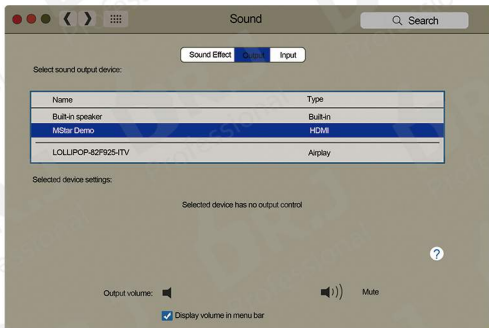 Sound
Search
Sound Effect Output Input
Select sound output device:
Name Type
Built-in speaker Built-in
MStar Demo HDMI
LOLLIPOP-82F925-ITV Airplay
Selected device settings:
Selected device has no output control
?
Output volume: Mute
Display volume in menu bar